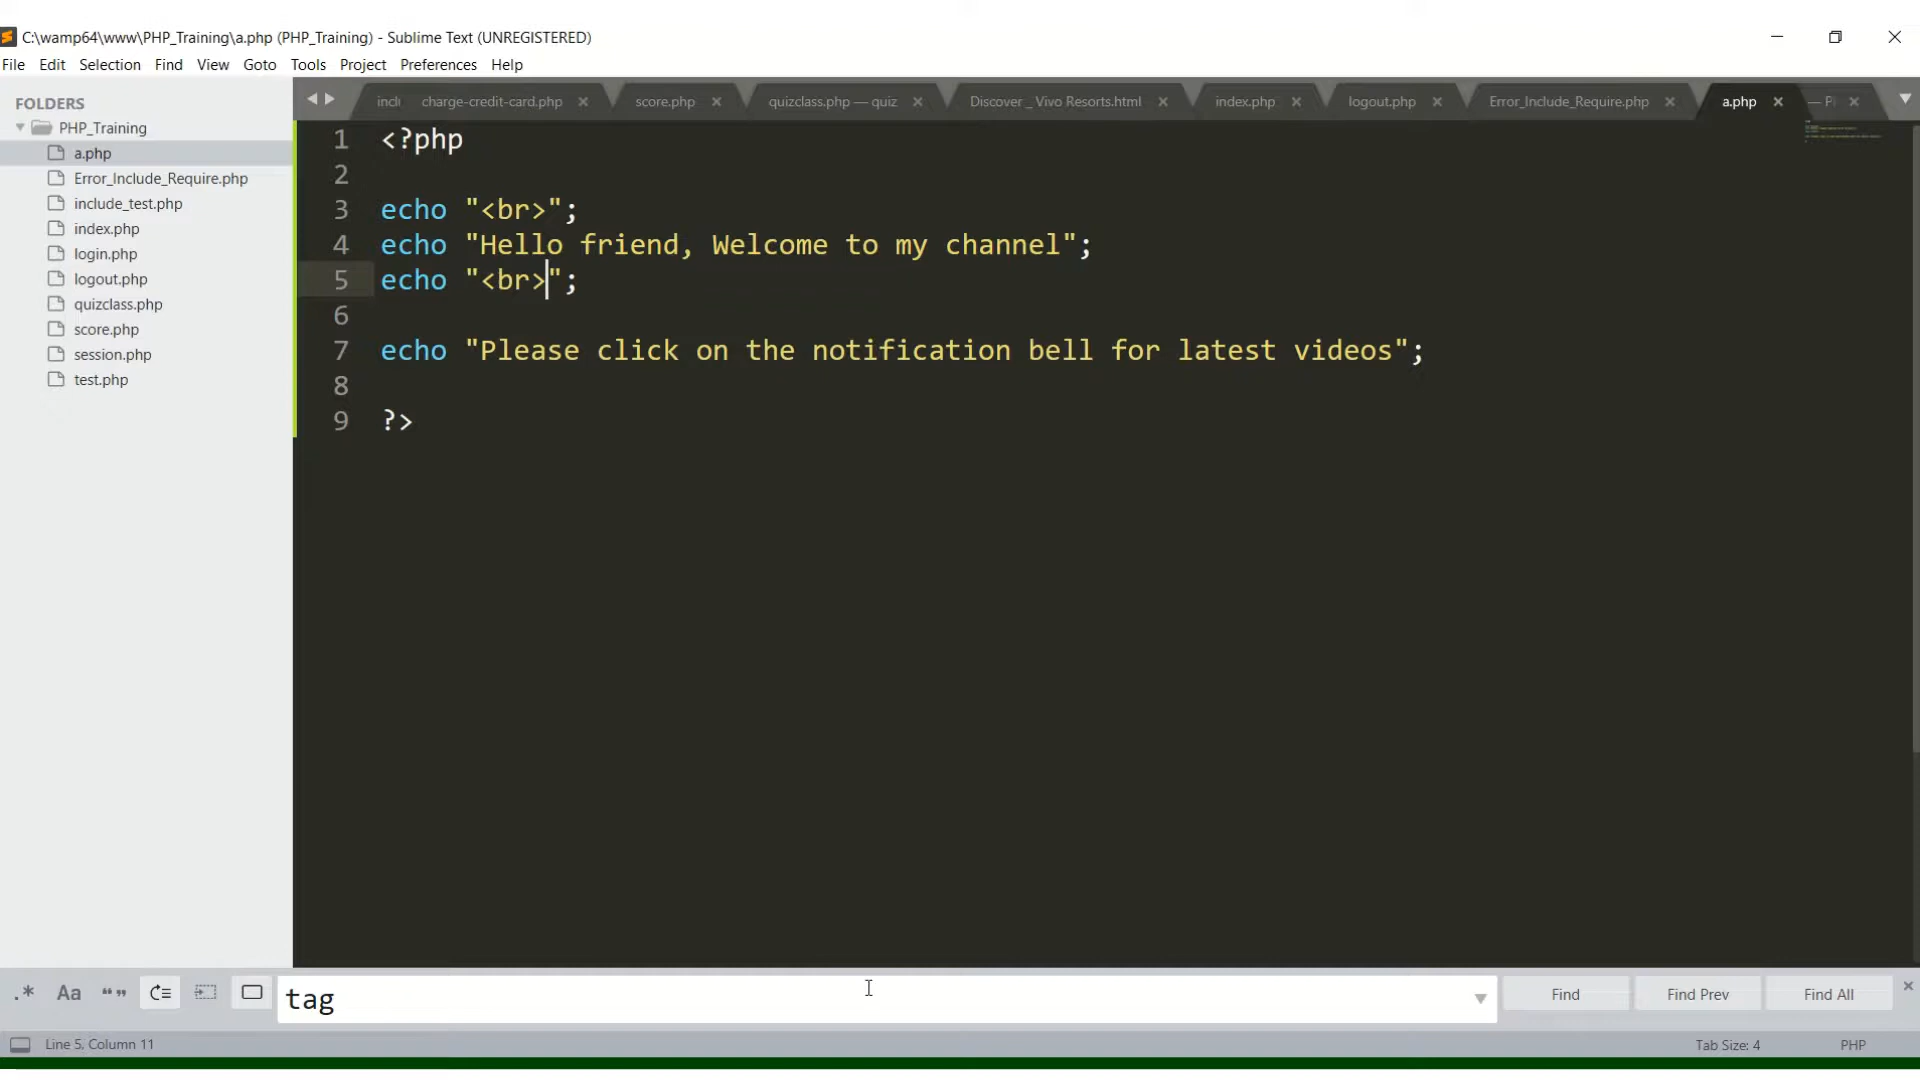 C:\wamp64\www\PHP_Training\a.php (PHP_Training) - Sublime Text (UNREGISTERED)
File Edit Selection Find View Goto Tools Project Preferences Help
FOLDERS
PHP_Training
a.php
Error_Include_Require.php
include_test.php
index.php
login.php
logout.php
quizclass.php
score.php
session.php
test.php
charge-credit-card.php score.php quizclass.php — quiz Discover _ Vivo Resorts.html index.php logout.php Error_Include_Require.php a.php
1 <?php
2
3 echo "<br>";
4 echo "Hello friend, Welcome to my channel";
5 echo "<br>";
6
7 echo "Please click on the notification bell for latest videos";
8
9 ?>
.* Aa “” tag Find Find Prev Find All
Line 5, Column 11 Tab Size: 4 PHP